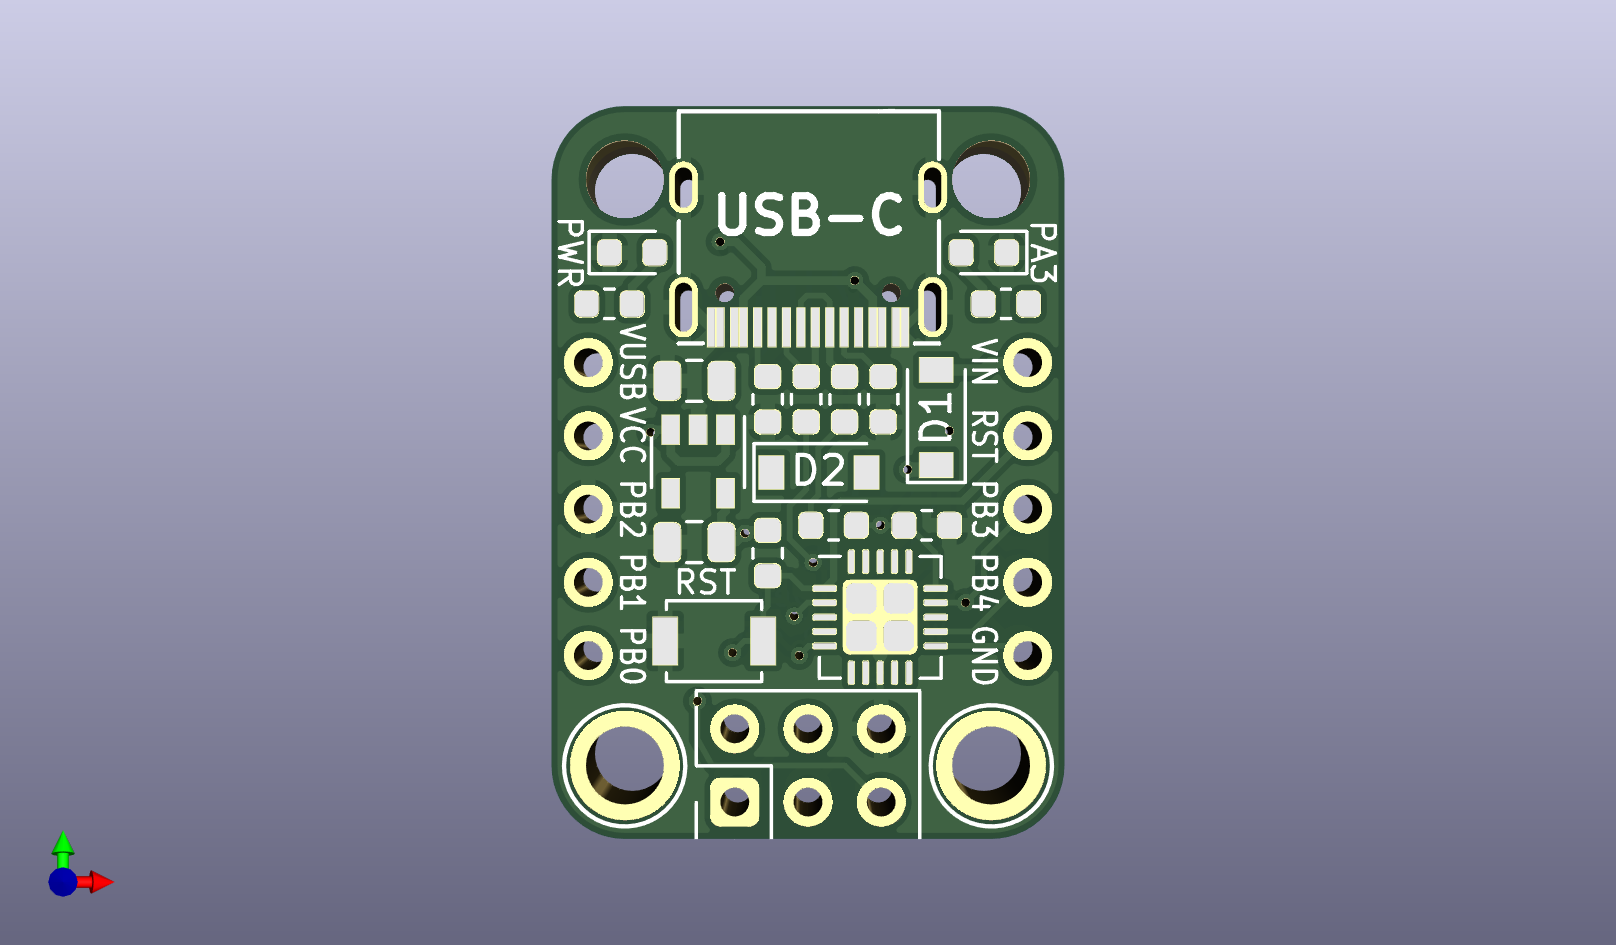 USB-C
PWR
PA3
VUSB
VIN
VCC
D1
RST
D2
PB2
PB3
RST
PB1
PB4
PB0
GND